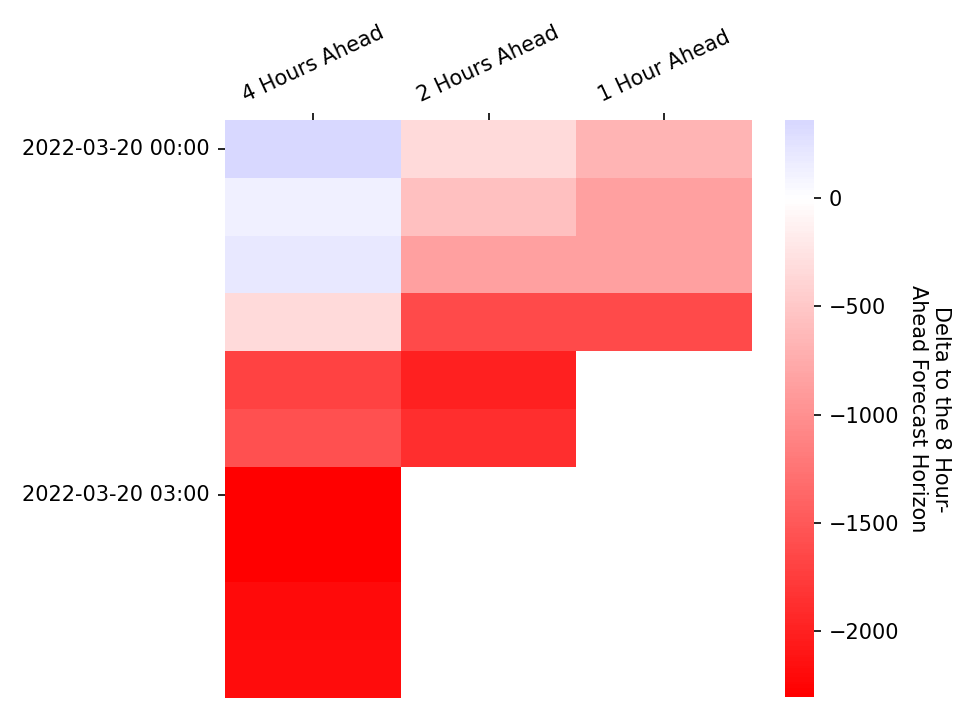 4 Hours Ahead
2 Hours Ahead
1 Hour Ahead
2022-03-20 00:00
2022-03-20 03:00
0
−500
−1000
−1500
−2000
Delta to the 8 Hour-
Ahead Forecast Horizon